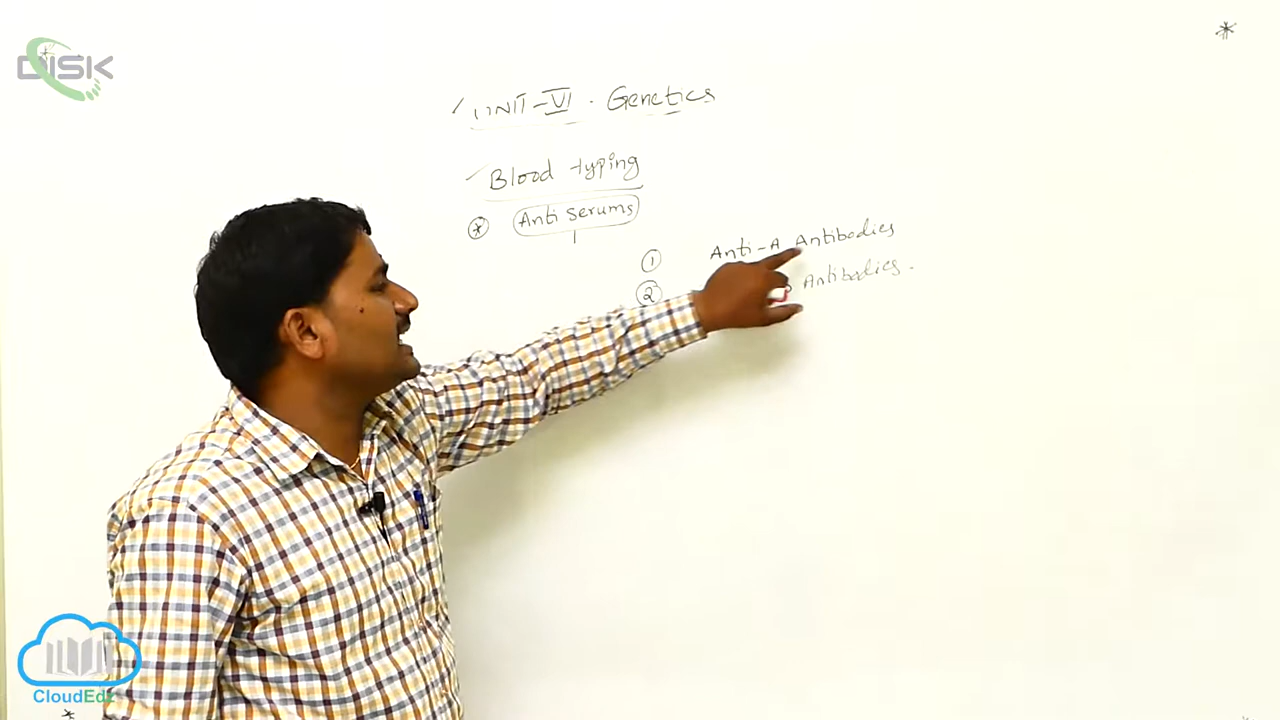 DISK
UNIT-VI. Genetics
Blood typing
* Anti serums
1 Anti-A Antibodies
2 Antibodies.
CloudEdz